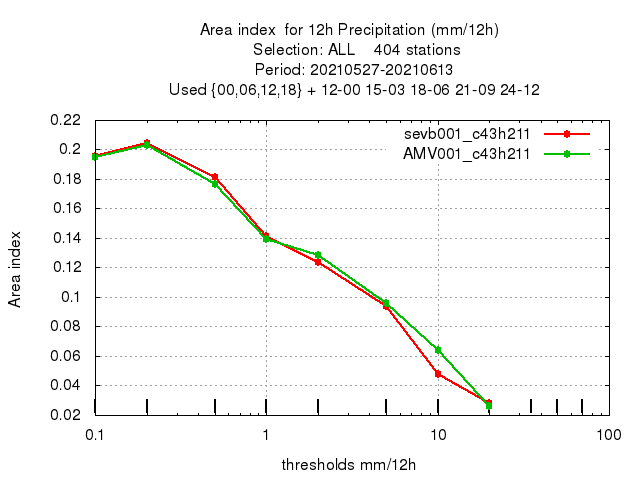 Area index  for 12h Precipitation (mm/12h)
Selection: ALL    404 stations
Period: 20210527-20210613
Used {00,06,12,18} + 12-00 15-03 18-06 21-09 24-12
sevb001_c43h211
AMV001_c43h211
0.22
0.2
0.18
0.16
0.14
0.12
0.1
0.08
0.06
0.04
0.02
Area index
0.1
1
10
100
thresholds mm/12h